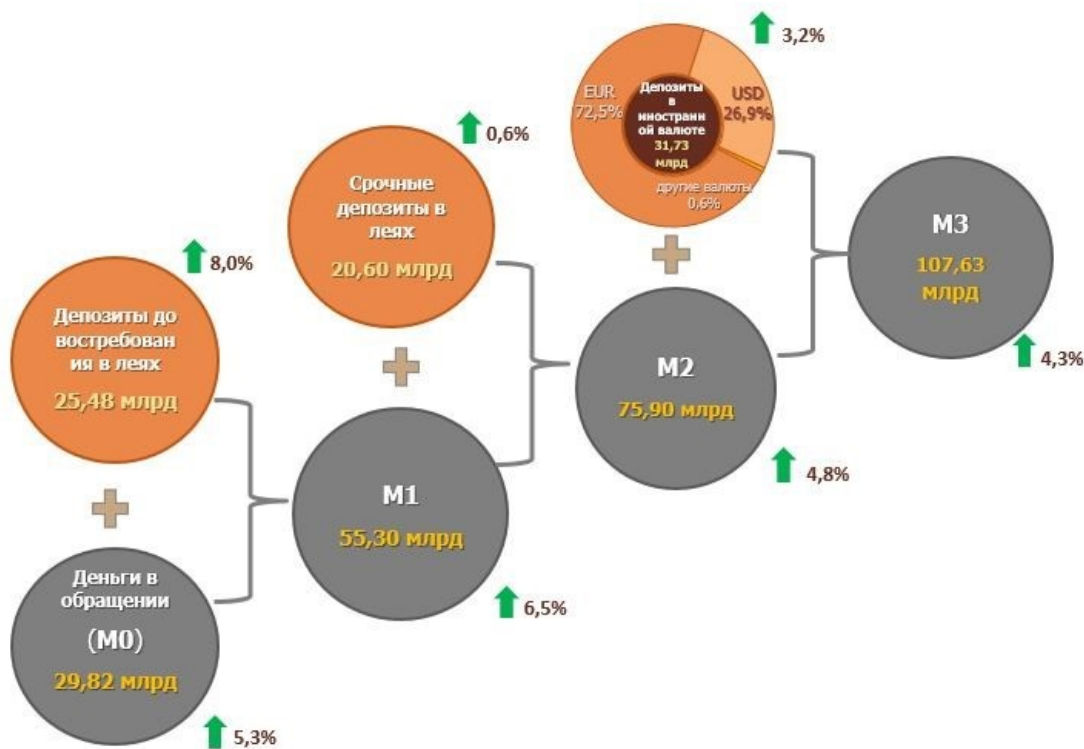 3,2%
EUR
72,5%
USD
26,9%
Депозиты
в
иностранн
ой валюте
31,73
млрд
другие валюты
0,6%
0,6%
Срочные
депозиты в
леях
20,60 млрд
8,0%
Депозиты до
востребован
ия в леях
25,48 млрд
M3
107,63
млрд
4,3%
M2
75,90 млрд
4,8%
M1
55,30 млрд
6,5%
Деньги в
обращении
(M0)
29,82 млрд
5,3%